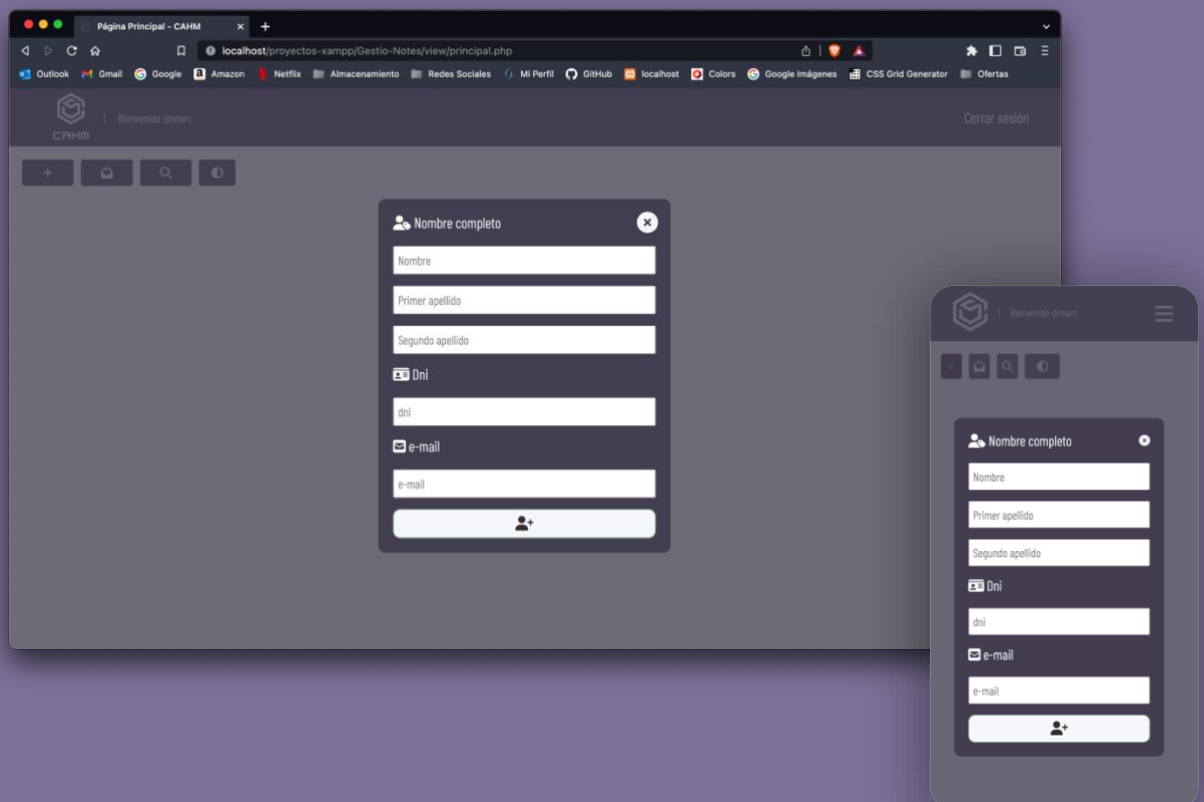 Página Principal - CAHM
localhost/proyectos-xampp/Gestio-Notes/view/principal.php
Outlook Gmail Google Amazon Netflix Almacenamiento Redes Sociales Mi Perfil GitHub localhost Colors Google Imágenes CSS Grid Generator Ofertas
CAHM | Bienvenido @marc Cerrar sesión
Nombre completo
Nombre
Primer apellido
Segundo apellido
Dni
dni
e-mail
e-mail
| Bienvenido @marc
Nombre completo
Nombre
Primer apellido
Segundo apellido
Dni
dni
e-mail
e-mail